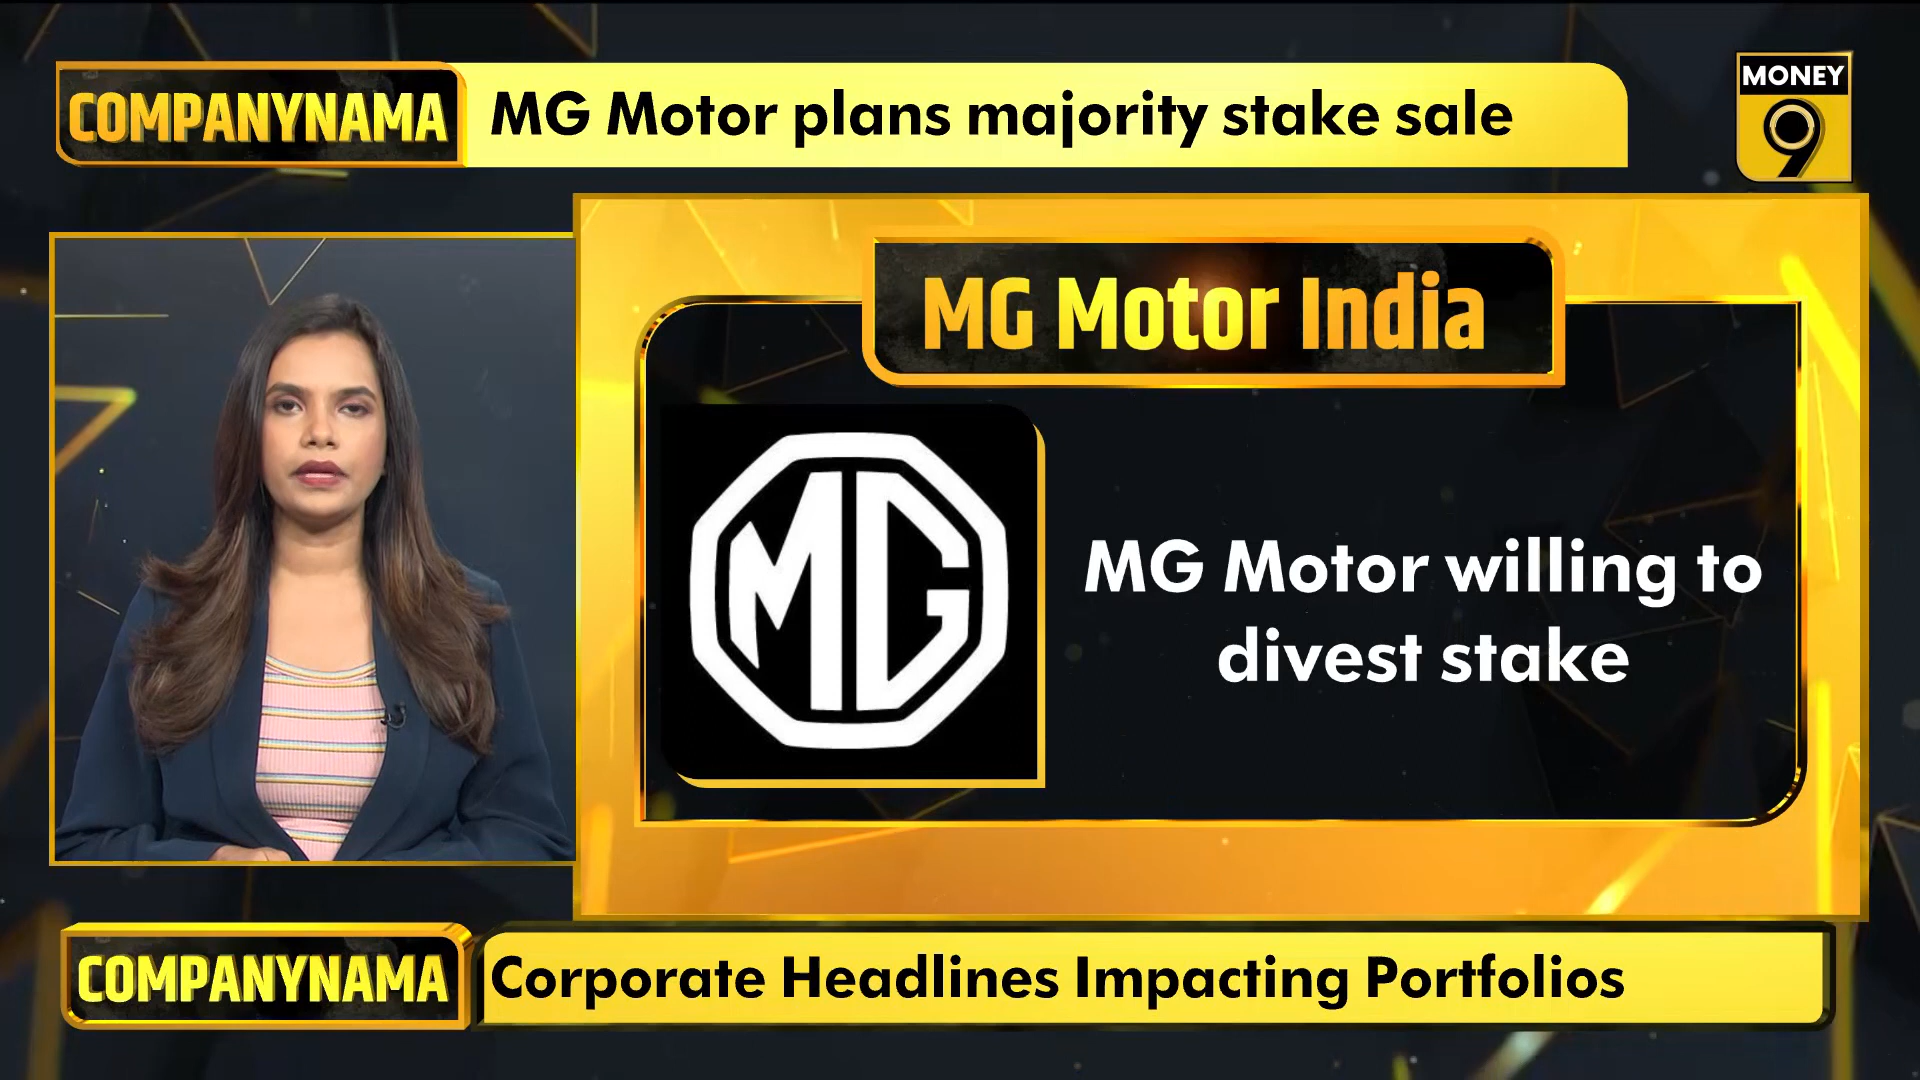 COMPANYNAMA
MG Motor plans majority stake sale
MONEY
9
MG Motor India
MG
MG Motor willing to
divest stake
COMPANYNAMA
Corporate Headlines Impacting Portfolios